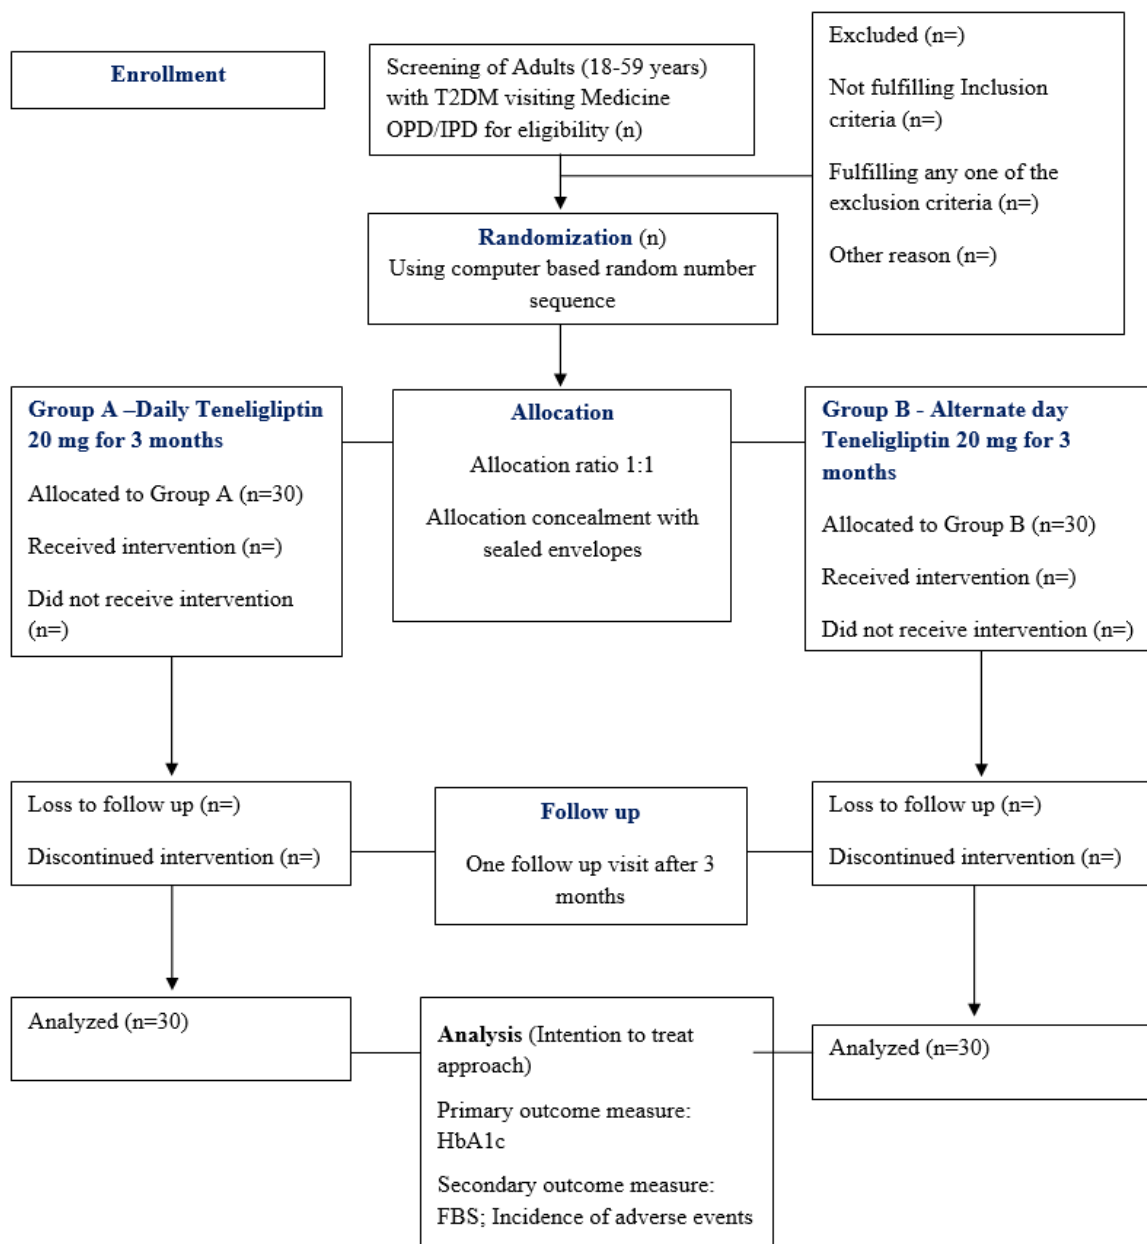 Enrollment
Screening of Adults (18-59 years)
with T2DM visiting Medicine
OPD/IPD for eligibility (n)
Excluded (n=)
Not fulfilling Inclusion
criteria (n=)
Fulfilling any one of the
exclusion criteria (n=)
Other reason (n=)
Randomization (n)
Using computer based random number
sequence
Group A –Daily Teneligliptin
20 mg for 3 months
Allocated to Group A (n=30)
Received intervention (n=)
Did not receive intervention
(n=)
Allocation
Allocation ratio 1:1
Allocation concealment with
sealed envelopes
Group B - Alternate day
Teneligliptin 20 mg for 3
months
Allocated to Group B (n=30)
Received intervention (n=)
Did not receive intervention (n=)
Loss to follow up (n=)
Discontinued intervention (n=)
Follow up
One follow up visit after 3
months
Loss to follow up (n=)
Discontinued intervention (n=)
Analyzed (n=30)
Analysis (Intention to treat
approach)
Primary outcome measure:
HbA1c
Secondary outcome measure:
FBS; Incidence of adverse events
Analyzed (n=30)